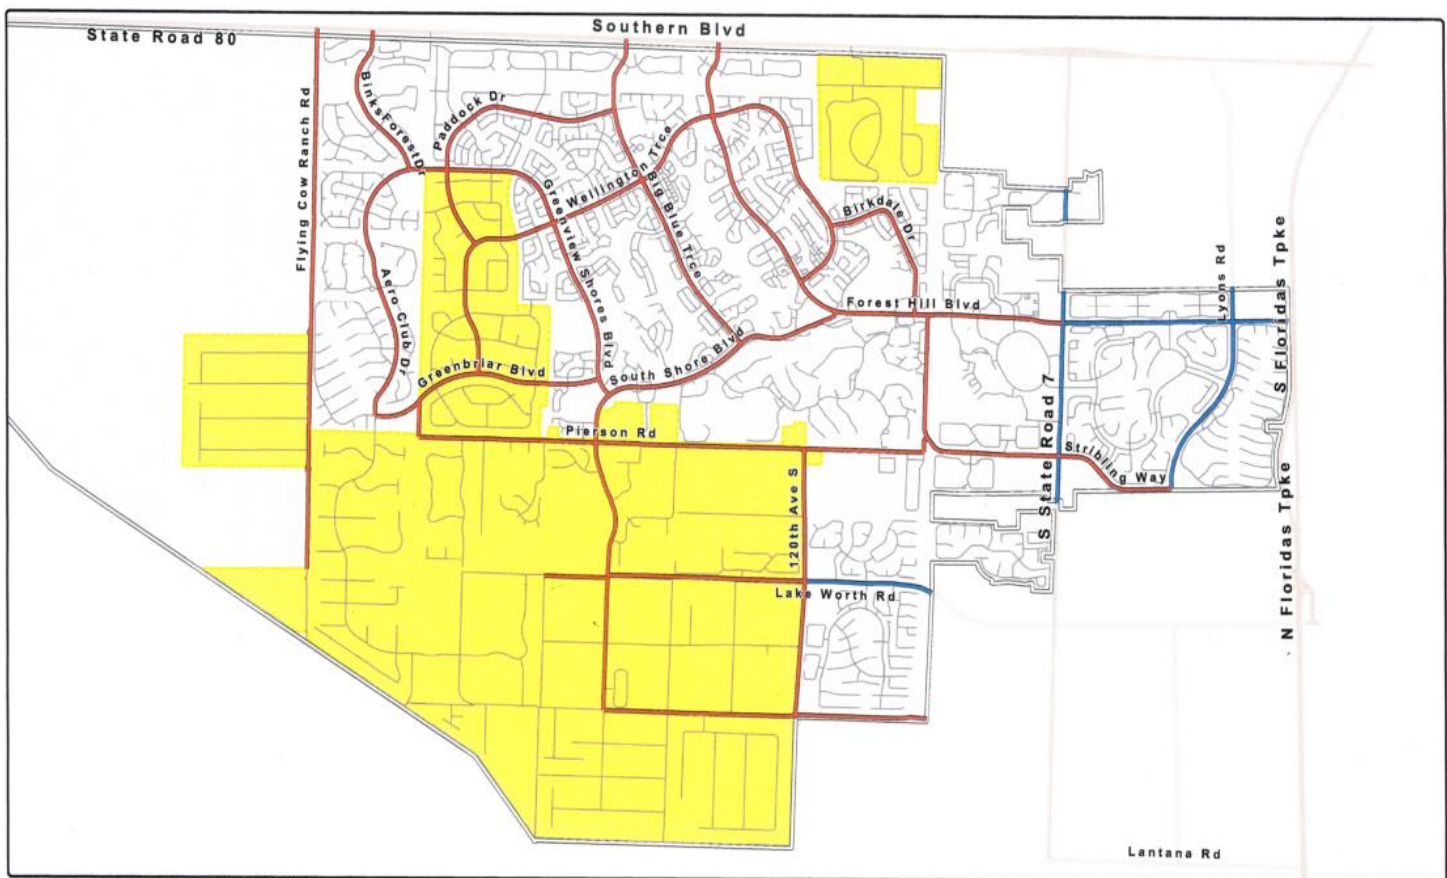 Southern Blvd
State Road 80
Flying Cow Ranch Rd
BinksForestDr
Paddock Dr
Wellington Trce
Greenview Shores Blvd
Big Blue Trce
Birkdale Dr
Aero Club Dr
Forest Hill Blvd
Lyons Rd
S Floridas Tpke
Greenbriar Blvd
South Shore Blvd
S State Road 7
Pierson Rd
Stribling Way
120th Ave S
Lake Worth Rd
N Floridas Tpke
Lantana Rd